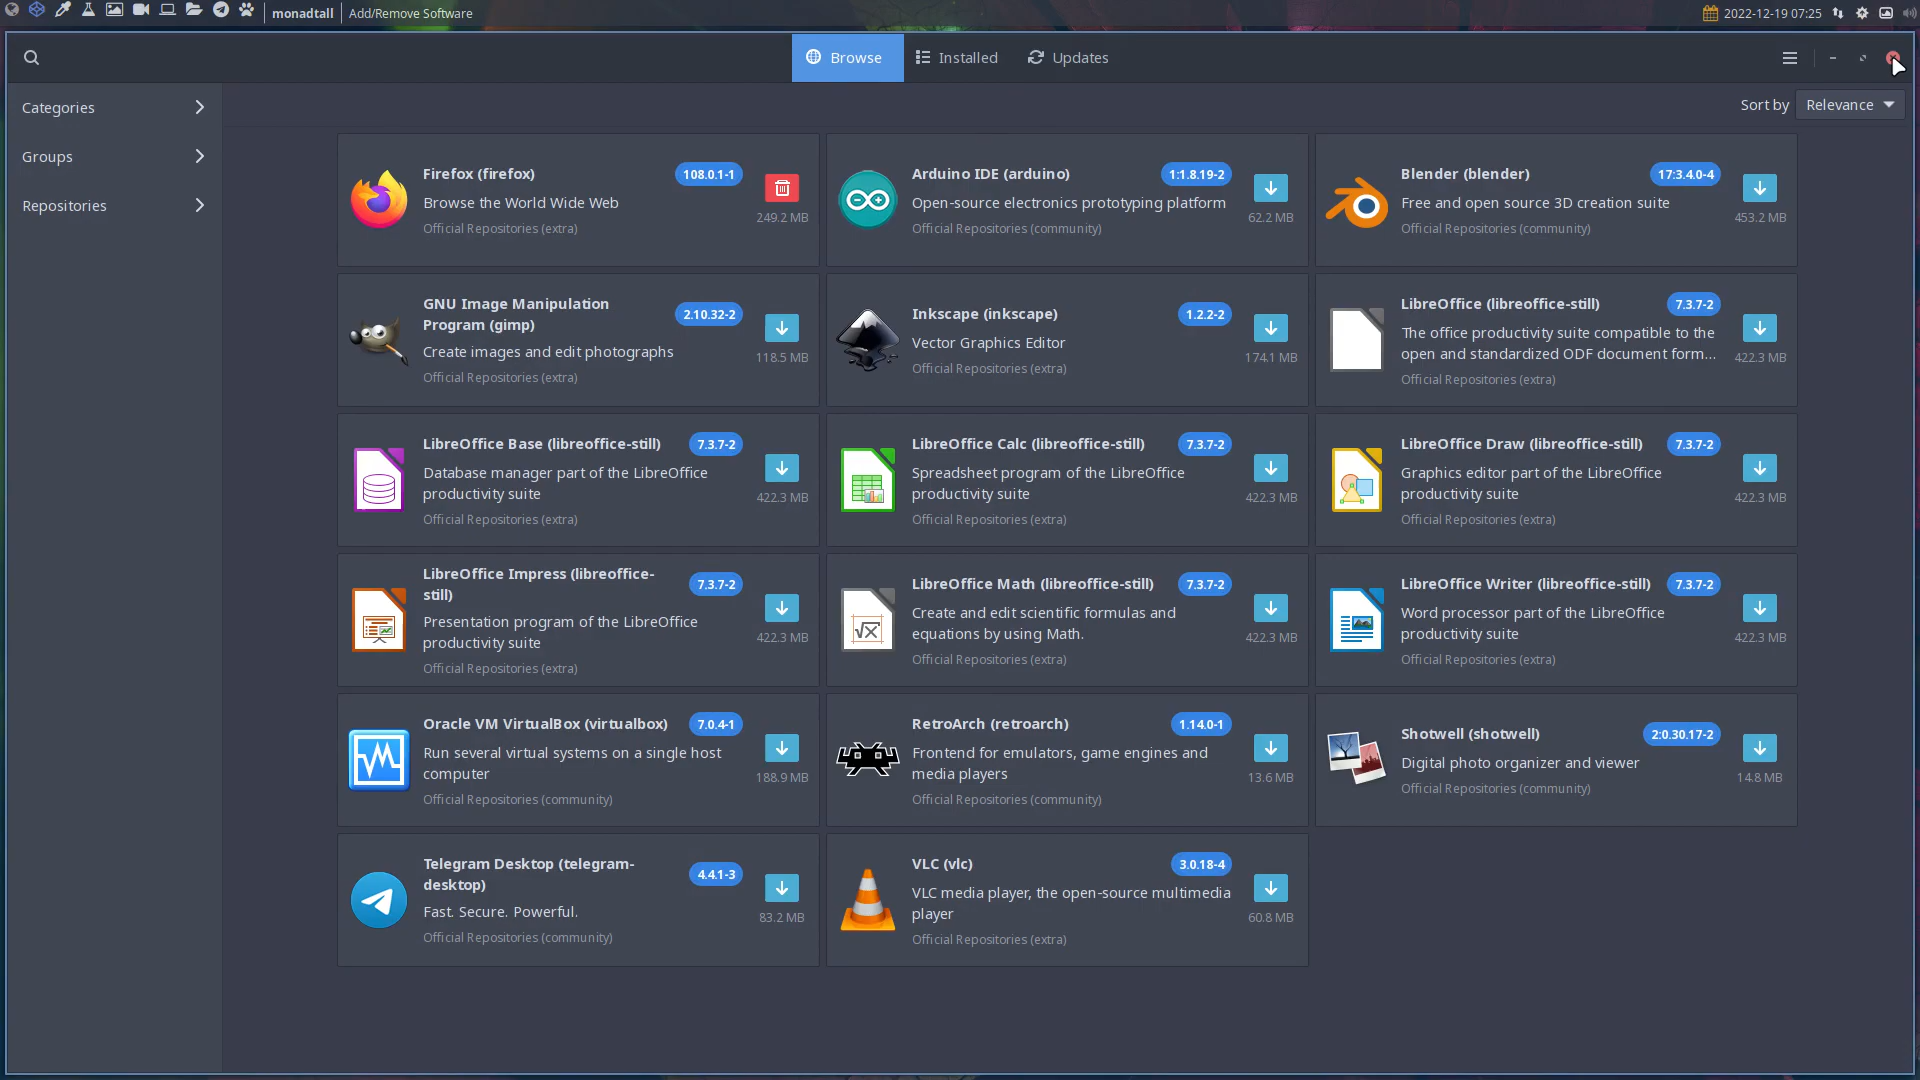 monadtall
Add/Remove Software
2022-12-19 07:25
Browse
Installed
Updates
Categories
Groups
Repositories
Sort by
Relevance
Firefox (firefox)
108.0.1-1
Browse the World Wide Web
Official Repositories (extra)
249.2 MB
Arduino IDE (arduino)
1:1.8.19-2
Open-source electronics prototyping platform
Official Repositories (community)
62.2 MB
Blender (blender)
17:3.4.0-4
Free and open source 3D creation suite
Official Repositories (community)
453.2 MB
GNU Image Manipulation
Program (gimp)
2.10.32-2
Create images and edit photographs
Official Repositories (extra)
118.5 MB
Inkscape (inkscape)
1.2.2-2
Vector Graphics Editor
Official Repositories (extra)
174.1 MB
LibreOffice (libreoffice-still)
7.3.7-2
The office productivity suite compatible to the
open and standardized ODF document form...
Official Repositories (extra)
422.3 MB
LibreOffice Base (libreoffice-still)
7.3.7-2
Database manager part of the LibreOffice
productivity suite
Official Repositories (extra)
422.3 MB
LibreOffice Calc (libreoffice-still)
7.3.7-2
Spreadsheet program of the LibreOffice
productivity suite
Official Repositories (extra)
422.3 MB
LibreOffice Draw (libreoffice-still)
7.3.7-2
Graphics editor part of the LibreOffice
productivity suite
Official Repositories (extra)
422.3 MB
LibreOffice Impress (libreoffice-
still)
7.3.7-2
Presentation program of the LibreOffice
productivity suite
Official Repositories (extra)
422.3 MB
LibreOffice Math (libreoffice-still)
7.3.7-2
Create and edit scientific formulas and
equations by using Math.
Official Repositories (extra)
422.3 MB
LibreOffice Writer (libreoffice-still)
7.3.7-2
Word processor part of the LibreOffice
productivity suite
Official Repositories (extra)
422.3 MB
Oracle VM VirtualBox (virtualbox)
7.0.4-1
Run several virtual systems on a single host
computer
Official Repositories (community)
188.9 MB
RetroArch (retroarch)
1.14.0-1
Frontend for emulators, game engines and
media players
Official Repositories (community)
13.6 MB
Shotwell (shotwell)
2:0.30.17-2
Digital photo organizer and viewer
Official Repositories (community)
14.8 MB
Telegram Desktop (telegram-
desktop)
4.4.1-3
Fast. Secure. Powerful.
Official Repositories (community)
83.2 MB
VLC (vlc)
3.0.18-4
VLC media player, the open-source multimedia
player
Official Repositories (extra)
60.8 MB